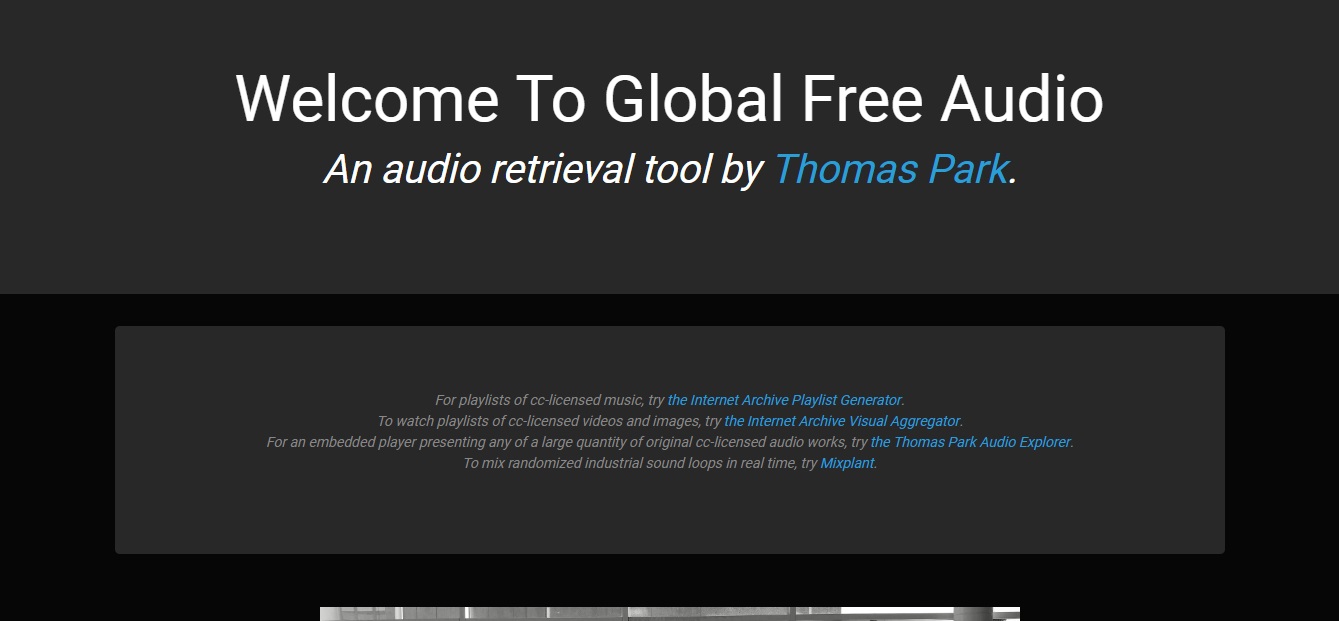 Welcome To Global Free Audio
An audio retrieval tool by Thomas Park.
For playlists of cc-licensed music, try the Internet Archive Playlist Generator.
To watch playlists of cc-licensed videos and images, try the Internet Archive Visual Aggregator.
For an embedded player presenting any of a large quantity of original cc-licensed audio works, try the Thomas Park Audio Explorer.
To mix randomized industrial sound loops in real time, try Mixplant.